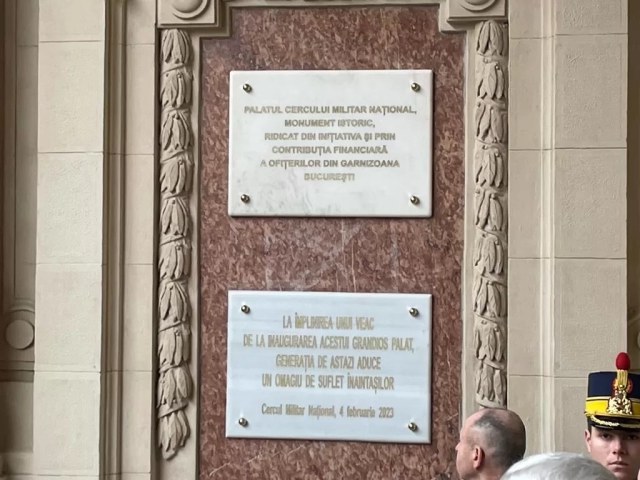 PALATUL CERCULUI MILITAR NAȚIONAL,
MONUMENT ISTORIC,
RIDICAT DIN INIȚIATIVA ȘI PRIN
CONTRIBUȚIA FINANCIARĂ
A OFIȚERILOR DIN GARNIZOANA
BUCUREȘTI
LA ÎMPLINIREA UNUI VEAC
DE LA INAUGURAREA ACESTUI GRANDIOS PALAT,
GENERAȚIA DE ASTAZI ADUCE
UN OMAGIU DE SUFLET ÎNAINTAȘILOR
Cercul Militar Național, 4 februarie 2023